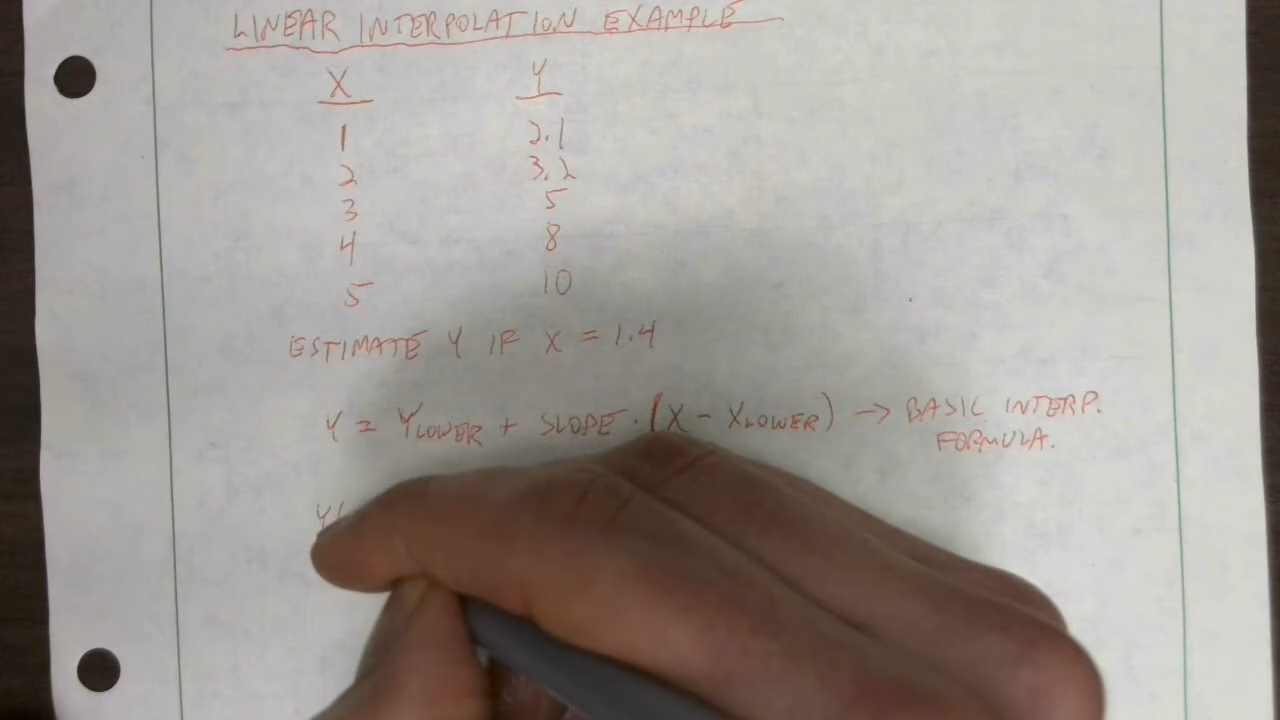 LINEAR INTERPOLATION EXAMPLE
X Y
1 2.1
2 3.2
3 5
4 8
5 10
ESTIMATE Y IF X = 1.4
Y = YLOWER + SLOPE · (X - XLOWER) → BASIC INTERP.
FORMULA.
Y(